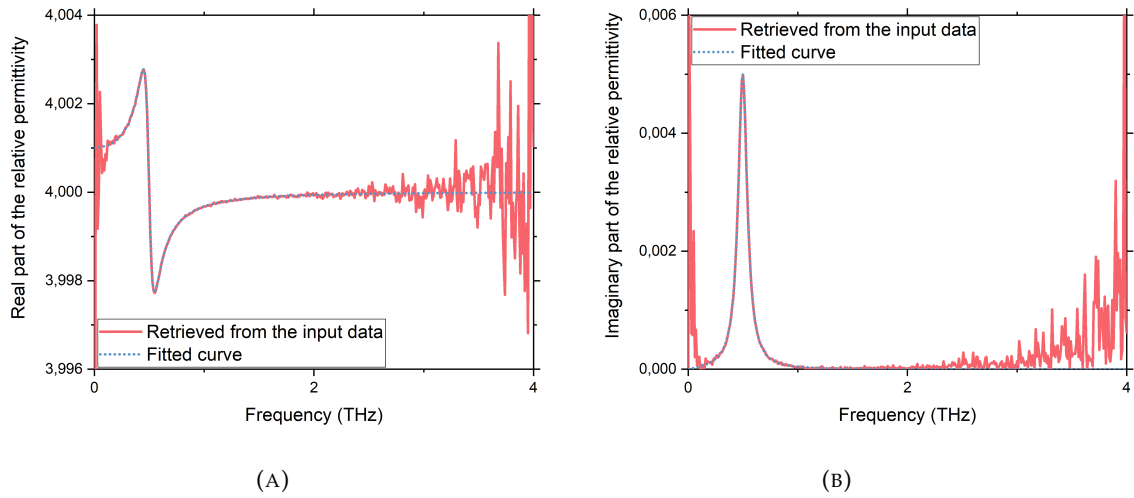 4,004
4,002
4,000
3,998
3,996
Real part of the relative permittivity
Retrieved from the input data
Fitted curve
0
2
4
Frequency (THz)
(A)
0,006
0,004
0,002
0,000
Imaginary part of the relative permittivity
Retrieved from the input data
Fitted curve
0
2
4
Frequency (THz)
(B)